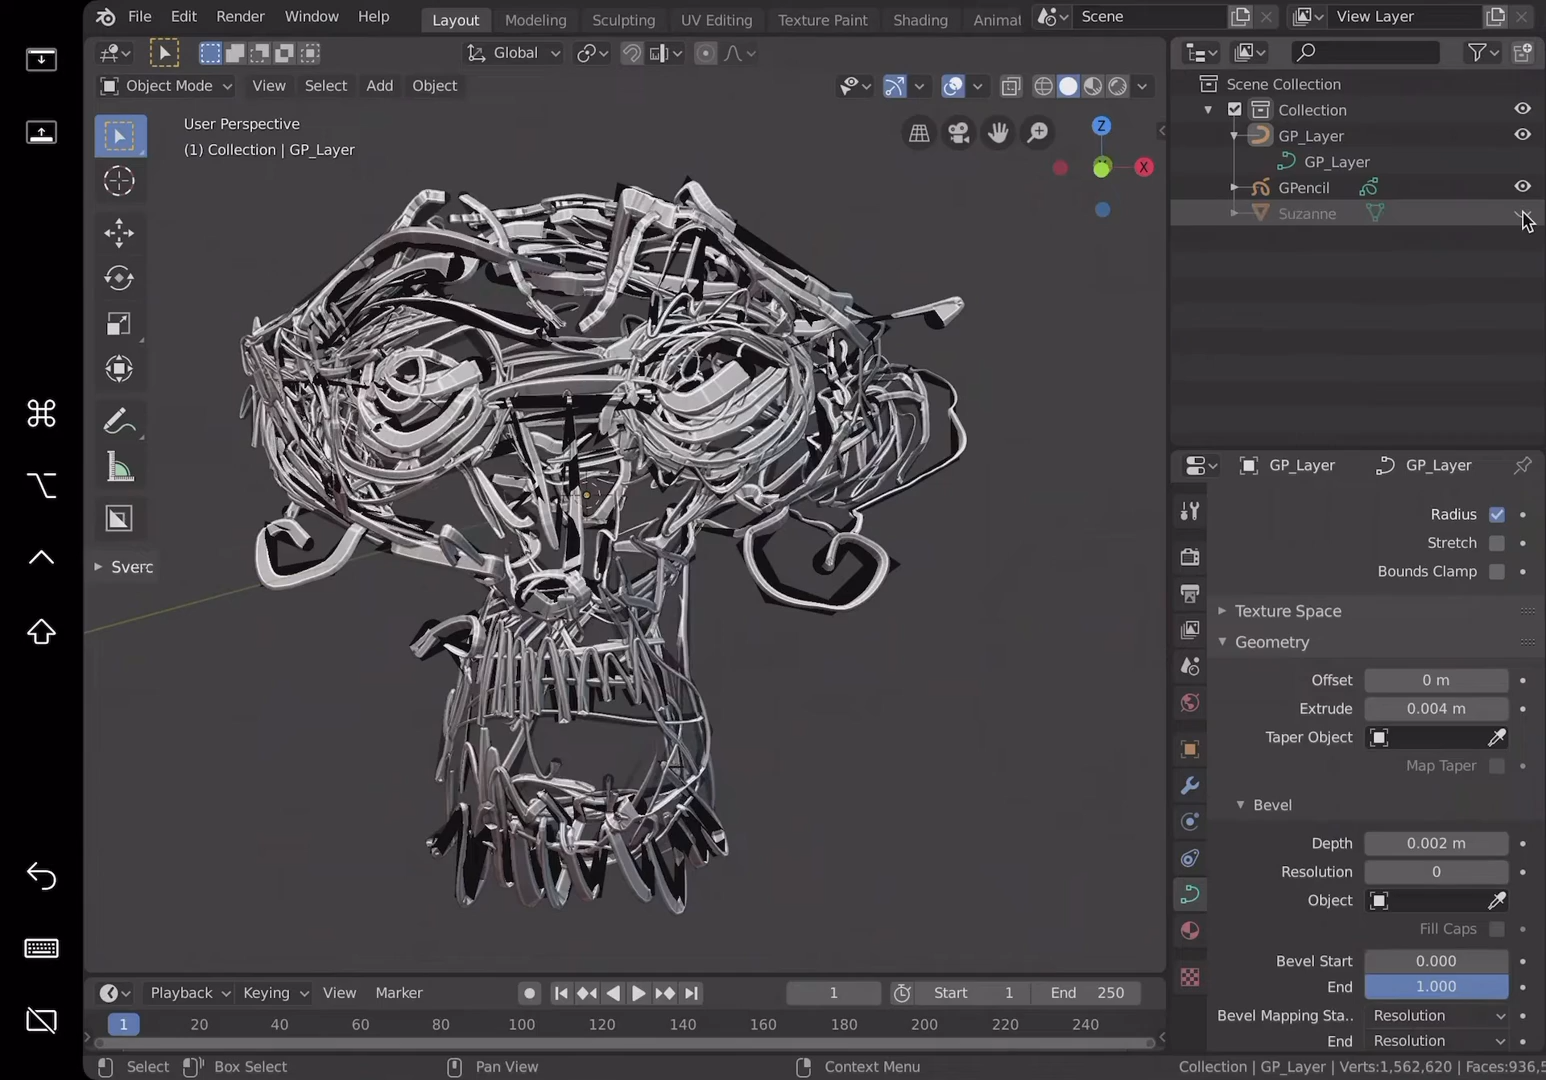 File Edit Render Window Help Layout Modeling Sculpting UV Editing Texture Paint Shading Animat Scene View Layer
Global
Object Mode View Select Add Object
User Perspective
(1) Collection | GP_Layer
Z
X
Sverc
Scene Collection
Collection
GP_Layer
GP_Layer
GPencil
Suzanne
GP_Layer GP_Layer
Radius
Stretch
Bounds Clamp
Texture Space
Geometry
Offset 0 m
Extrude 0.004 m
Taper Object
Map Taper
Bevel
Depth 0.002 m
Resolution 0
Object
Fill Caps
Bevel Start 0.000
End 1.000
Bevel Mapping Sta.. Resolution
End Resolution
Playback Keying View Marker 1 Start 1 End 250
1 20 40 60 80 100 120 140 160 180 200 220 240
Select Box Select Pan View Context Menu Collection | GP_Layer | Verts:1,562,620 | Faces:936,5